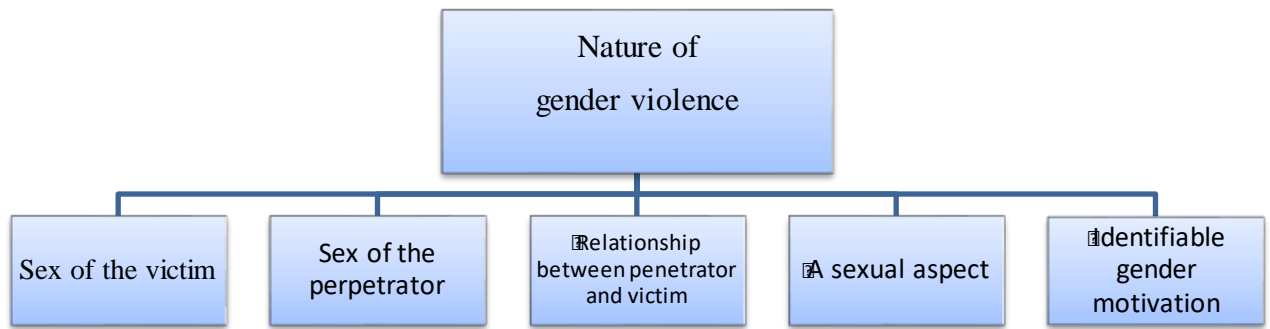 Nature of
gender violence
Sex of the victim
Sex of the
perpetrator
Relationship
between penetrator
and victim
A sexual aspect
Identifiable
gender
motivation